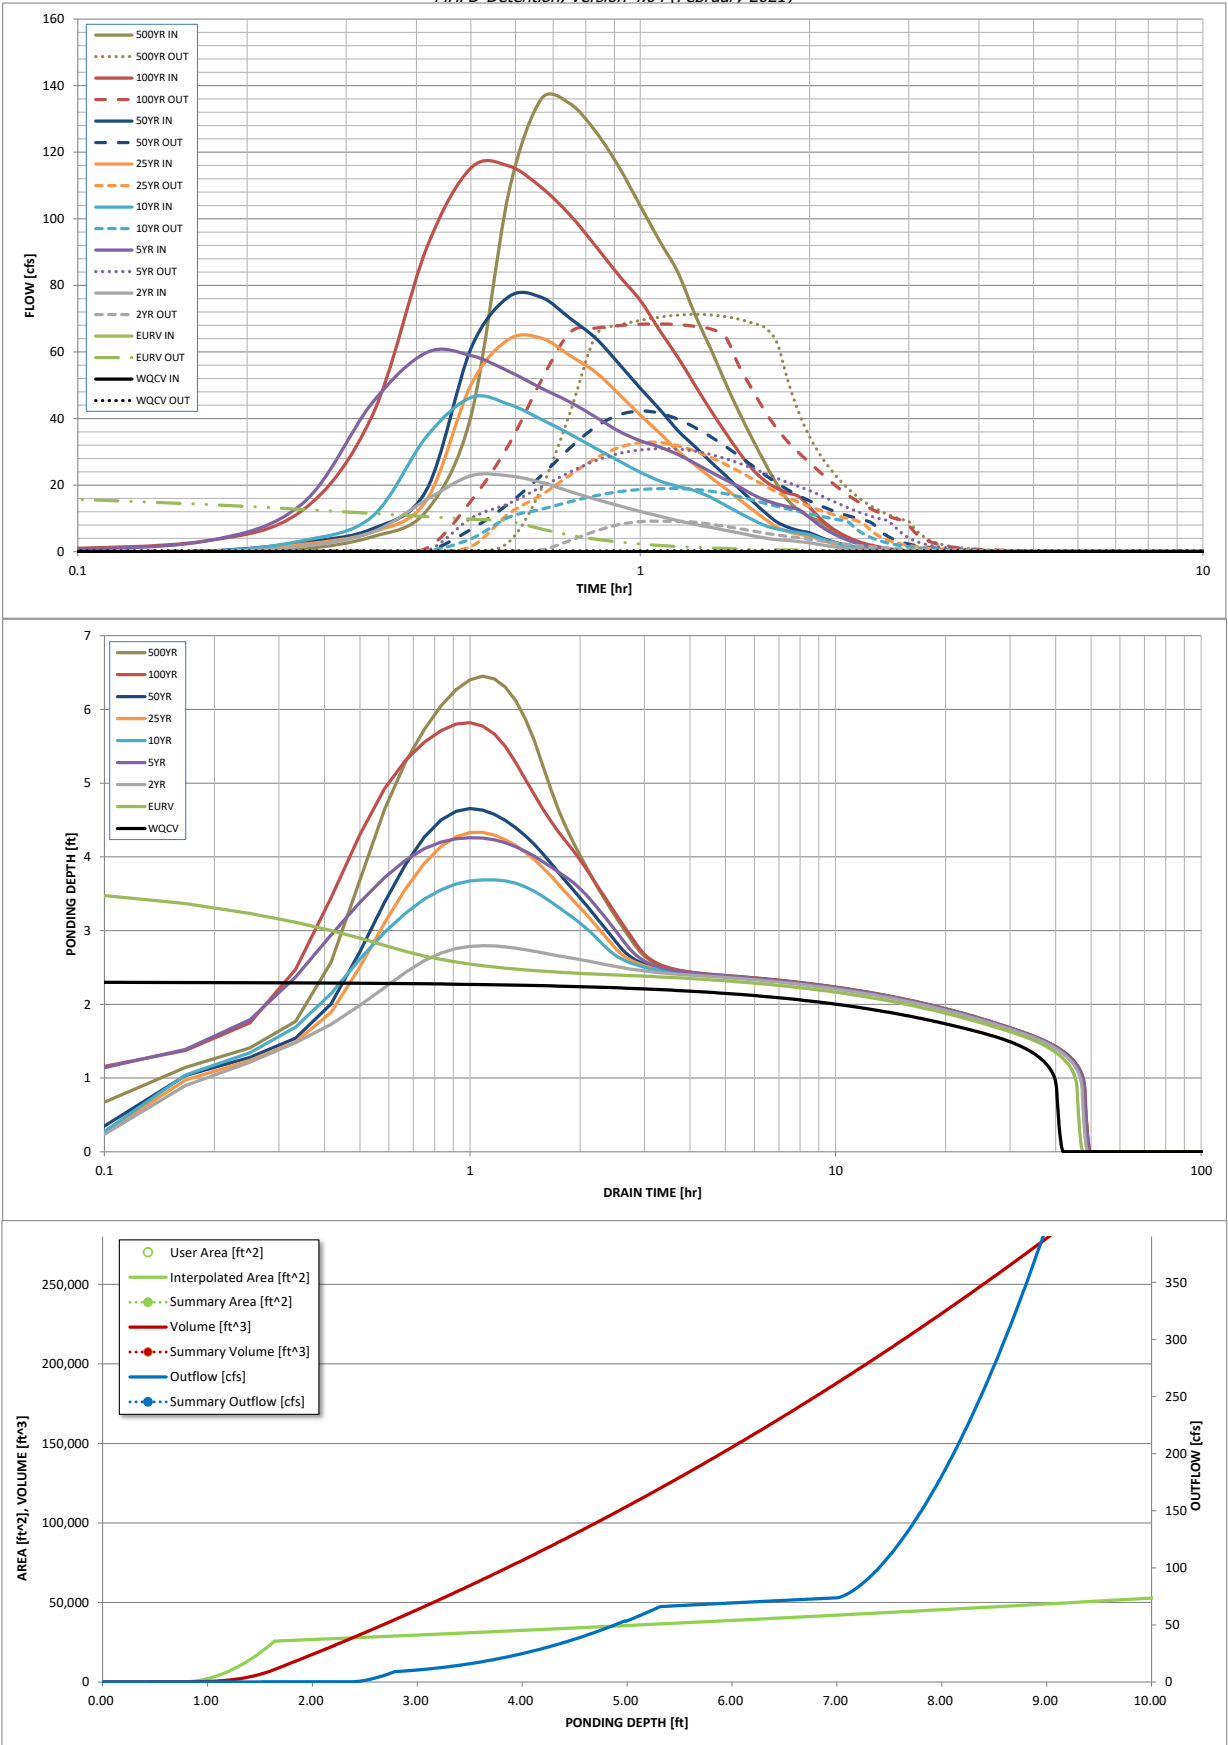 MHFD-Detention, Version 4.04 (February 2021)
160
140
120
100
80
60
40
20
0
FLOW [cfs]
500YR IN
500YR OUT
100YR IN
100YR OUT
50YR IN
50YR OUT
25YR IN
25YR OUT
10YR IN
10YR OUT
5YR IN
5YR OUT
2YR IN
2YR OUT
EURV IN
EURV OUT
WQCV IN
WQCV OUT
0.1 1 10
TIME [hr]
7
6
5
4
3
2
1
0
PONDING DEPTH [ft]
500YR
100YR
50YR
25YR
10YR
5YR
2YR
EURV
WQCV
0.1 1 10 100
DRAIN TIME [hr]
User Area [ft^2]
Interpolated Area [ft^2]
Summary Area [ft^2]
Volume [ft^3]
Summary Volume [ft^3]
Outflow [cfs]
Summary Outflow [cfs]
250,000
200,000
150,000
100,000
50,000
0
AREA [ft^2], VOLUME [ft^3]
350
300
250
200
150
100
50
0
OUTFLOW [cfs]
0.00 1.00 2.00 3.00 4.00 5.00 6.00 7.00 8.00 9.00 10.00
PONDING DEPTH [ft]